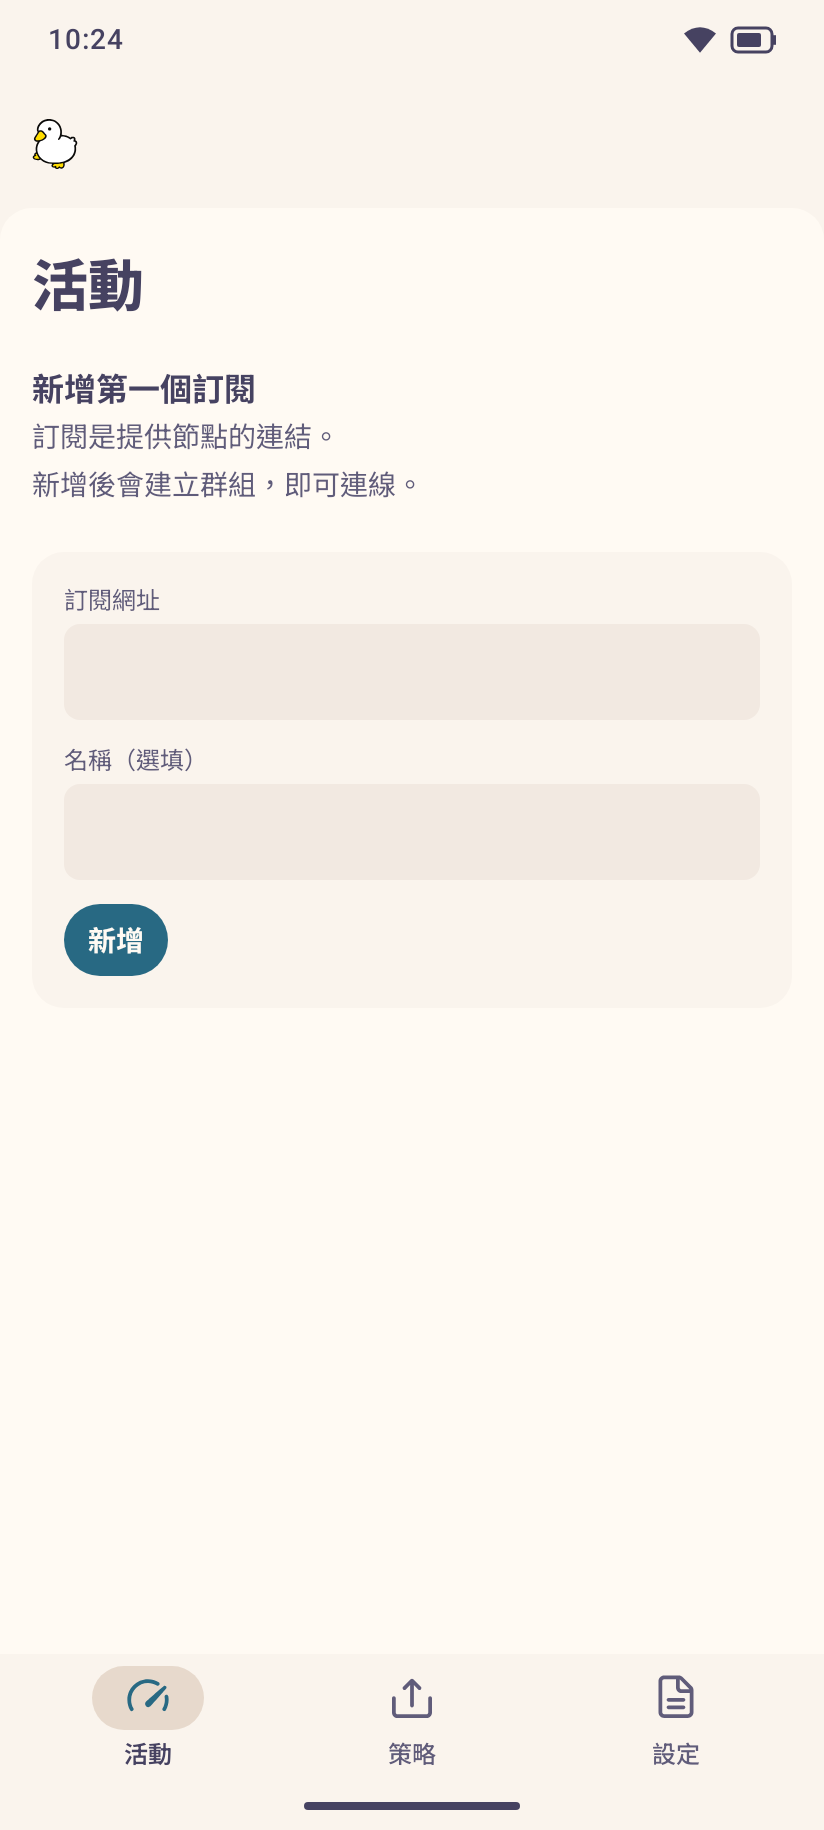 10:24
活動
新增第一個訂閱
訂閱是提供節點的連結。
新增後會建立群組，即可連線。
訂閱網址
名稱（選填）
新增
活動
策略
設定